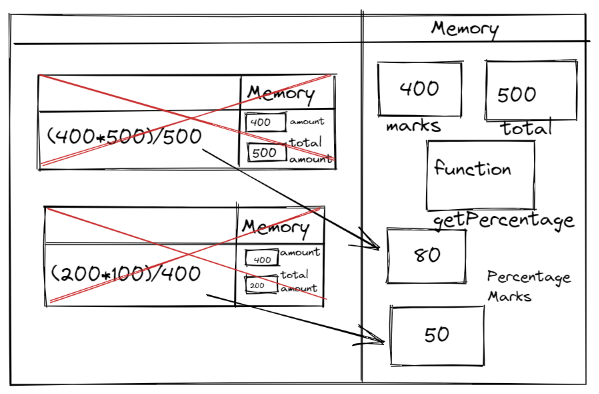 Memory
Memory
400 amount
(400*500)/500
500 total
amount
Memory
400 amount
(200*100)/400
200 total
amount
400
marks
500
total
function
getPercentage
80
Percentage
Marks
50